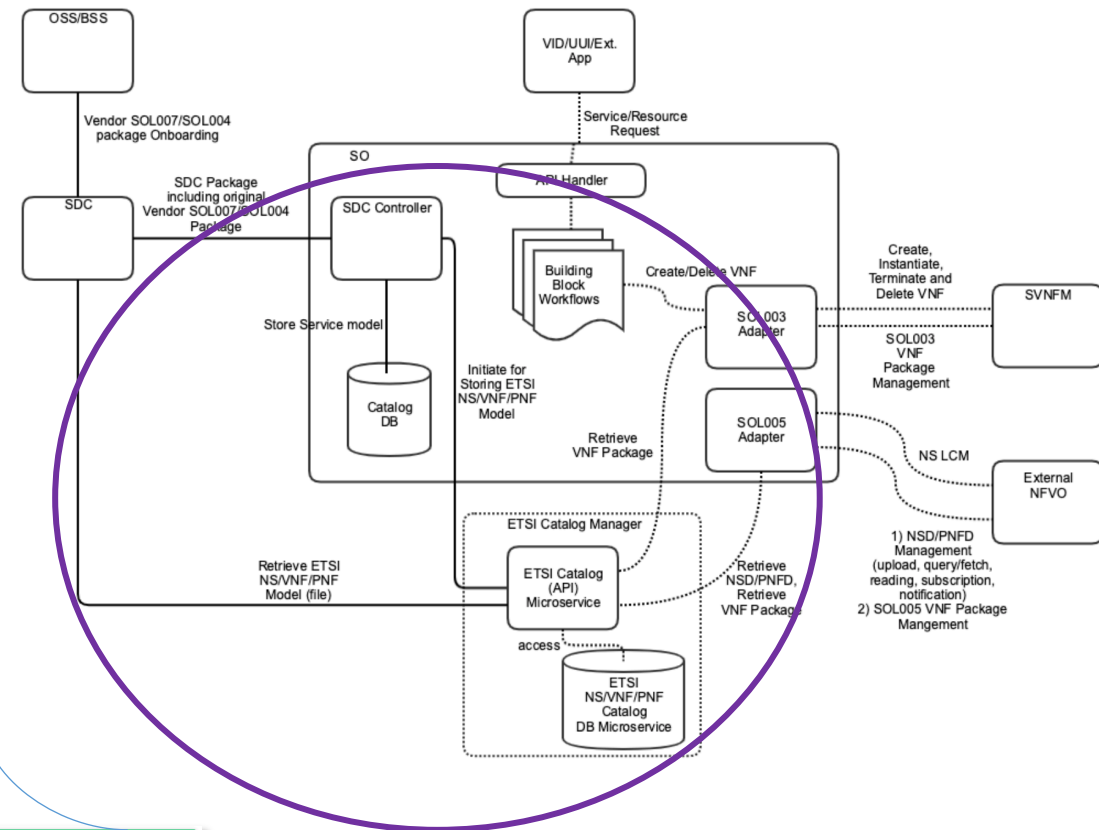 OSS/BSS
VID/UUI/Ext.
App
Vendor SOL007/SOL004
package Onboarding
Service/Resource
Request
SO
API Handler
SDC Package
including original
Vendor SOL007/SOL004
Package
SDC
SDC Controller
Building
Block
Workflows
Create/Delete VNF
Create,
Instantiate,
Terminate and
Delete VNF
SVNFM
SOL003
Adapter
SOL003
VNF
Package
Management
Store Service model
Catalog
DB
Initiate for
Storing ETSI
NS/VNF/PNF
Model
Retrieve
VNF Package
SOL005
Adapter
NS LCM
External
NFVO
1) NSD/PNFD
Management
(upload, query/fetch,
reading, subscription,
notification)
2) SOL005 VNF Package
Mangement
ETSI Catalog Manager
Retrieve ETSI
NS/VNF/PNF
Model (file)
ETSI Catalog
(API)
Microservice
Retrieve
NSD/PNFD,
Retrieve
VNF Package
access
ETSI
NS/VNF/PNF
Catalog
DB Microservice